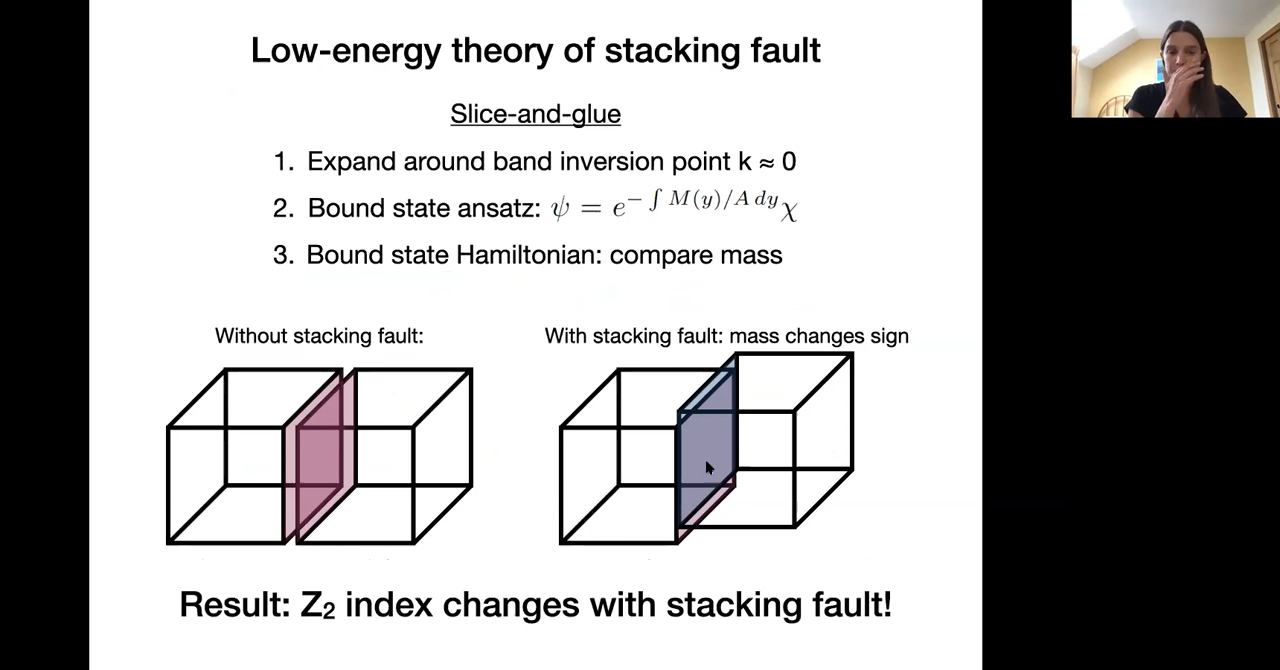 Low-energy theory of stacking fault
Slice-and-glue
1. Expand around band inversion point k ≈ 0
2. Bound state ansatz: ψ = e^{- ∫ M(y)/A dy} χ
3. Bound state Hamiltonian: compare mass
Without stacking fault:
With stacking fault: mass changes sign
Result: Z₂ index changes with stacking fault!